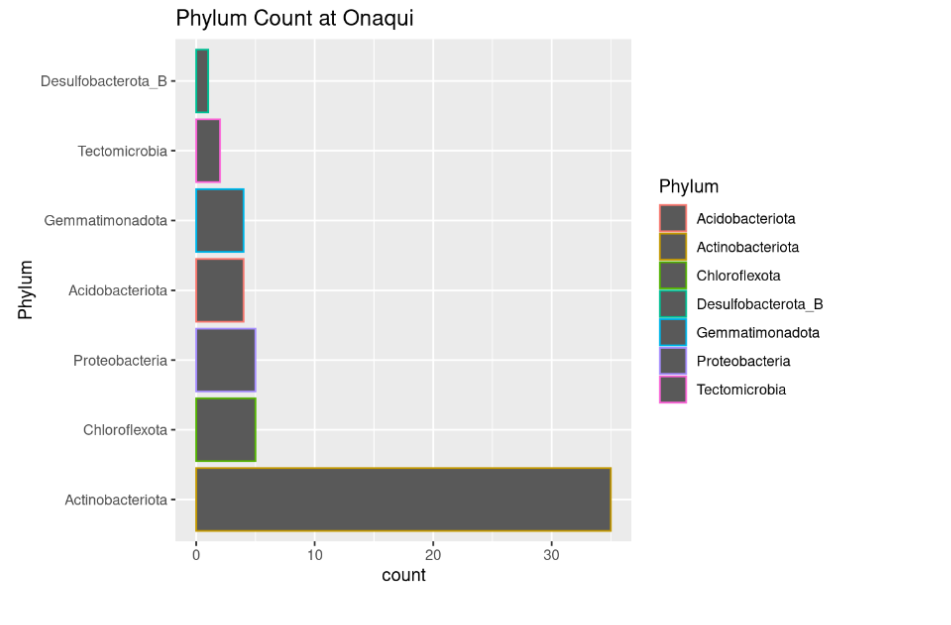 Phylum Count at Onaqui
Desulfobacterota_B
Tectomicrobia
Gemmatimonadota
Acidobacteriota
Proteobacteria
Chloroflexota
Actinobacteriota
Phylum
0 10 20 30
count
Phylum
Acidobacteriota
Actinobacteriota
Chloroflexota
Desulfobacterota_B
Gemmatimonadota
Proteobacteria
Tectomicrobia